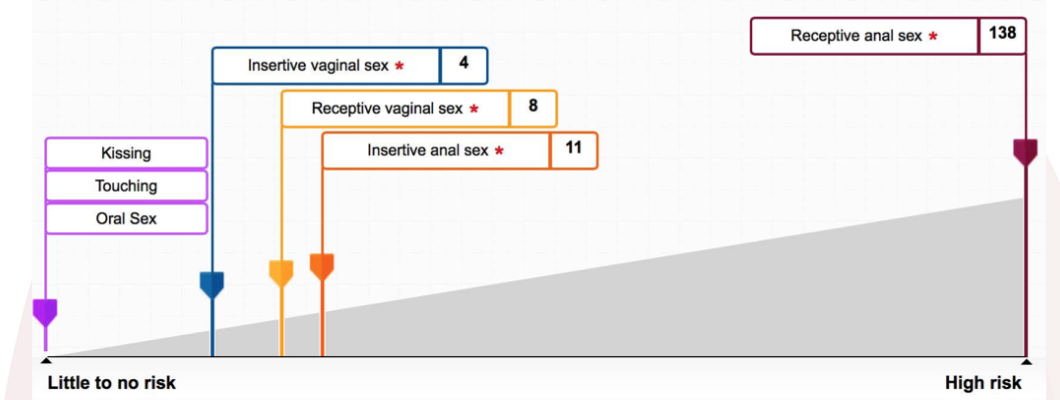 Receptive anal sex * 138
Insertive vaginal sex * 4
Receptive vaginal sex * 8
Insertive anal sex * 11
Kissing
Touching
Oral Sex
Little to no risk
High risk